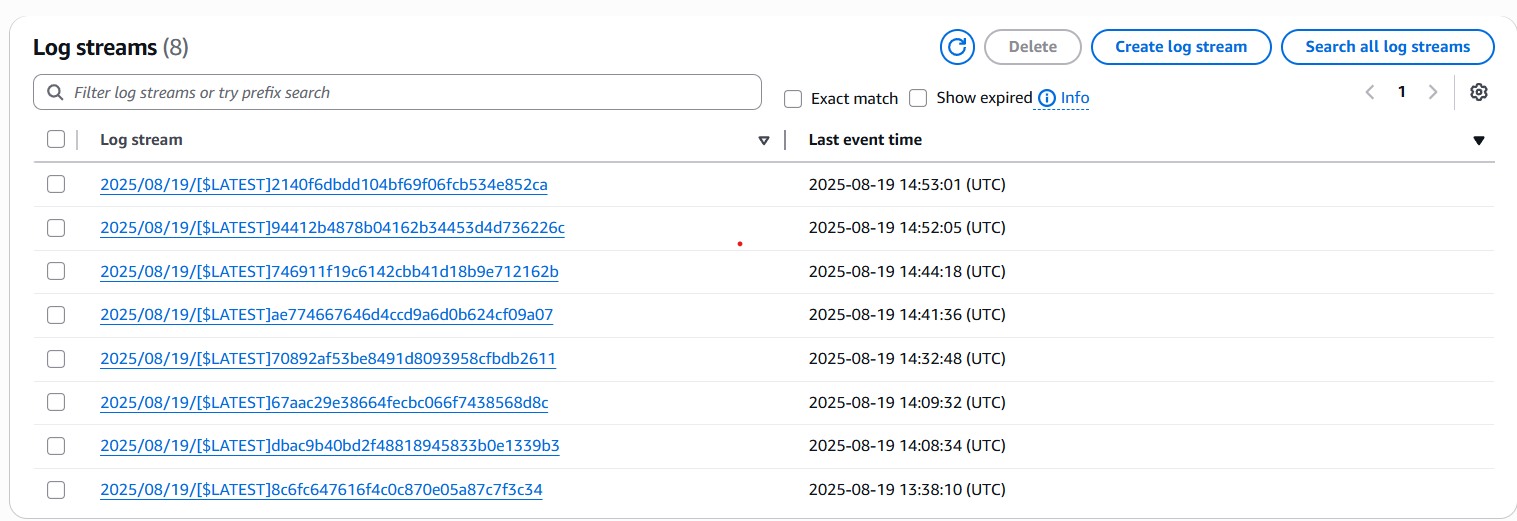 Log streams (8)
Delete
Create log stream
Search all log streams
Filter log streams or try prefix search
Exact match
Show expired
Info
1
Log stream
Last event time
2025/08/19/[$LATEST]2140f6dbdd104bf69f06fcb534e852ca 2025-08-19 14:53:01 (UTC)
2025/08/19/[$LATEST]94412b4878b04162b34453d4d736226c 2025-08-19 14:52:05 (UTC)
2025/08/19/[$LATEST]746911f19c6142cbb41d18b9e712162b 2025-08-19 14:44:18 (UTC)
2025/08/19/[$LATEST]ae774667646d4ccd9a6d0b624cf09a07 2025-08-19 14:41:36 (UTC)
2025/08/19/[$LATEST]70892af53be8491d8093958cfbdb2611 2025-08-19 14:32:48 (UTC)
2025/08/19/[$LATEST]67aac29e38664fecbc066f7438568d8c 2025-08-19 14:09:32 (UTC)
2025/08/19/[$LATEST]dbac9b40bd2f48818945833b0e1339b3 2025-08-19 14:08:34 (UTC)
2025/08/19/[$LATEST]8c6fc647616f4c0c870e05a87c7f3c34 2025-08-19 13:38:10 (UTC)